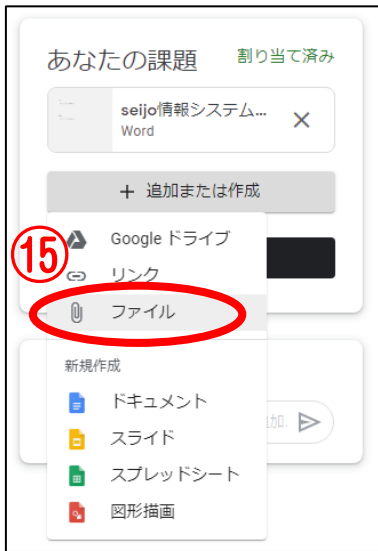 あなたの課題 割り当て済み
seijo情報システム...
Word
+ 追加または作成
⑮
Google ドライブ
リンク
ファイル
新規作成
ドキュメント
追加...
スライド
スプレッドシート
図形描画